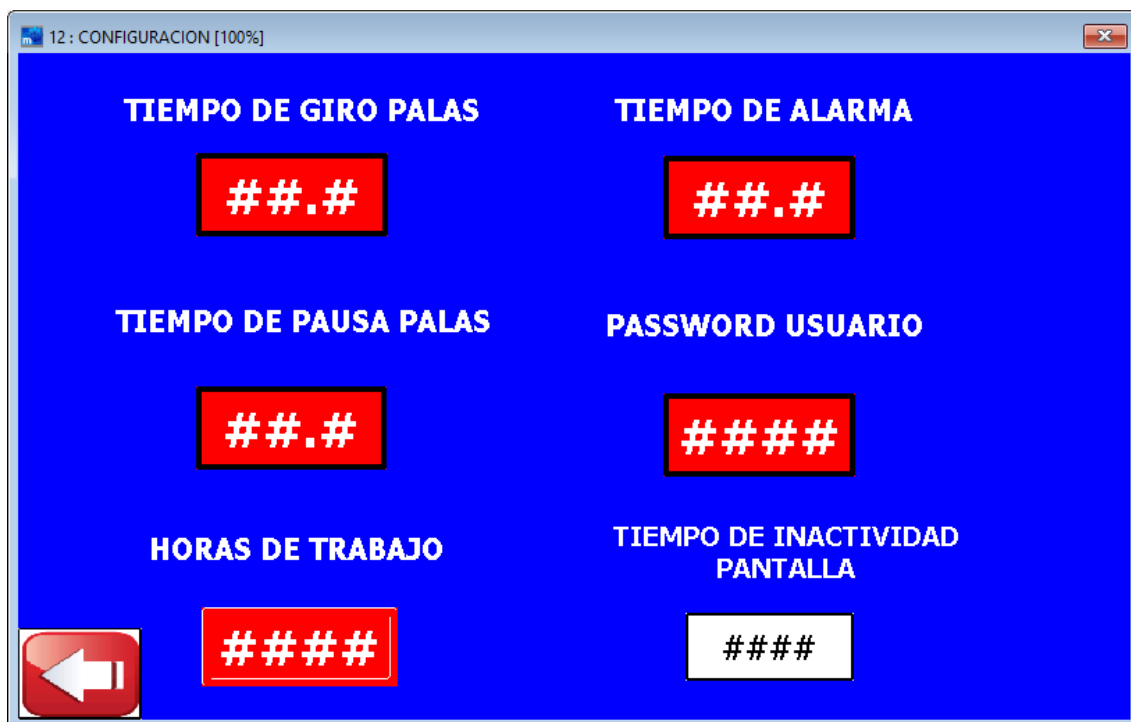 12 : CONFIGURACION [100%]
TIEMPO DE GIRO PALAS
##.#
TIEMPO DE ALARMA
##.#
TIEMPO DE PAUSA PALAS
##.#
PASSWORD USUARIO
####
HORAS DE TRABAJO
####
TIEMPO DE INACTIVIDAD
PANTALLA
####